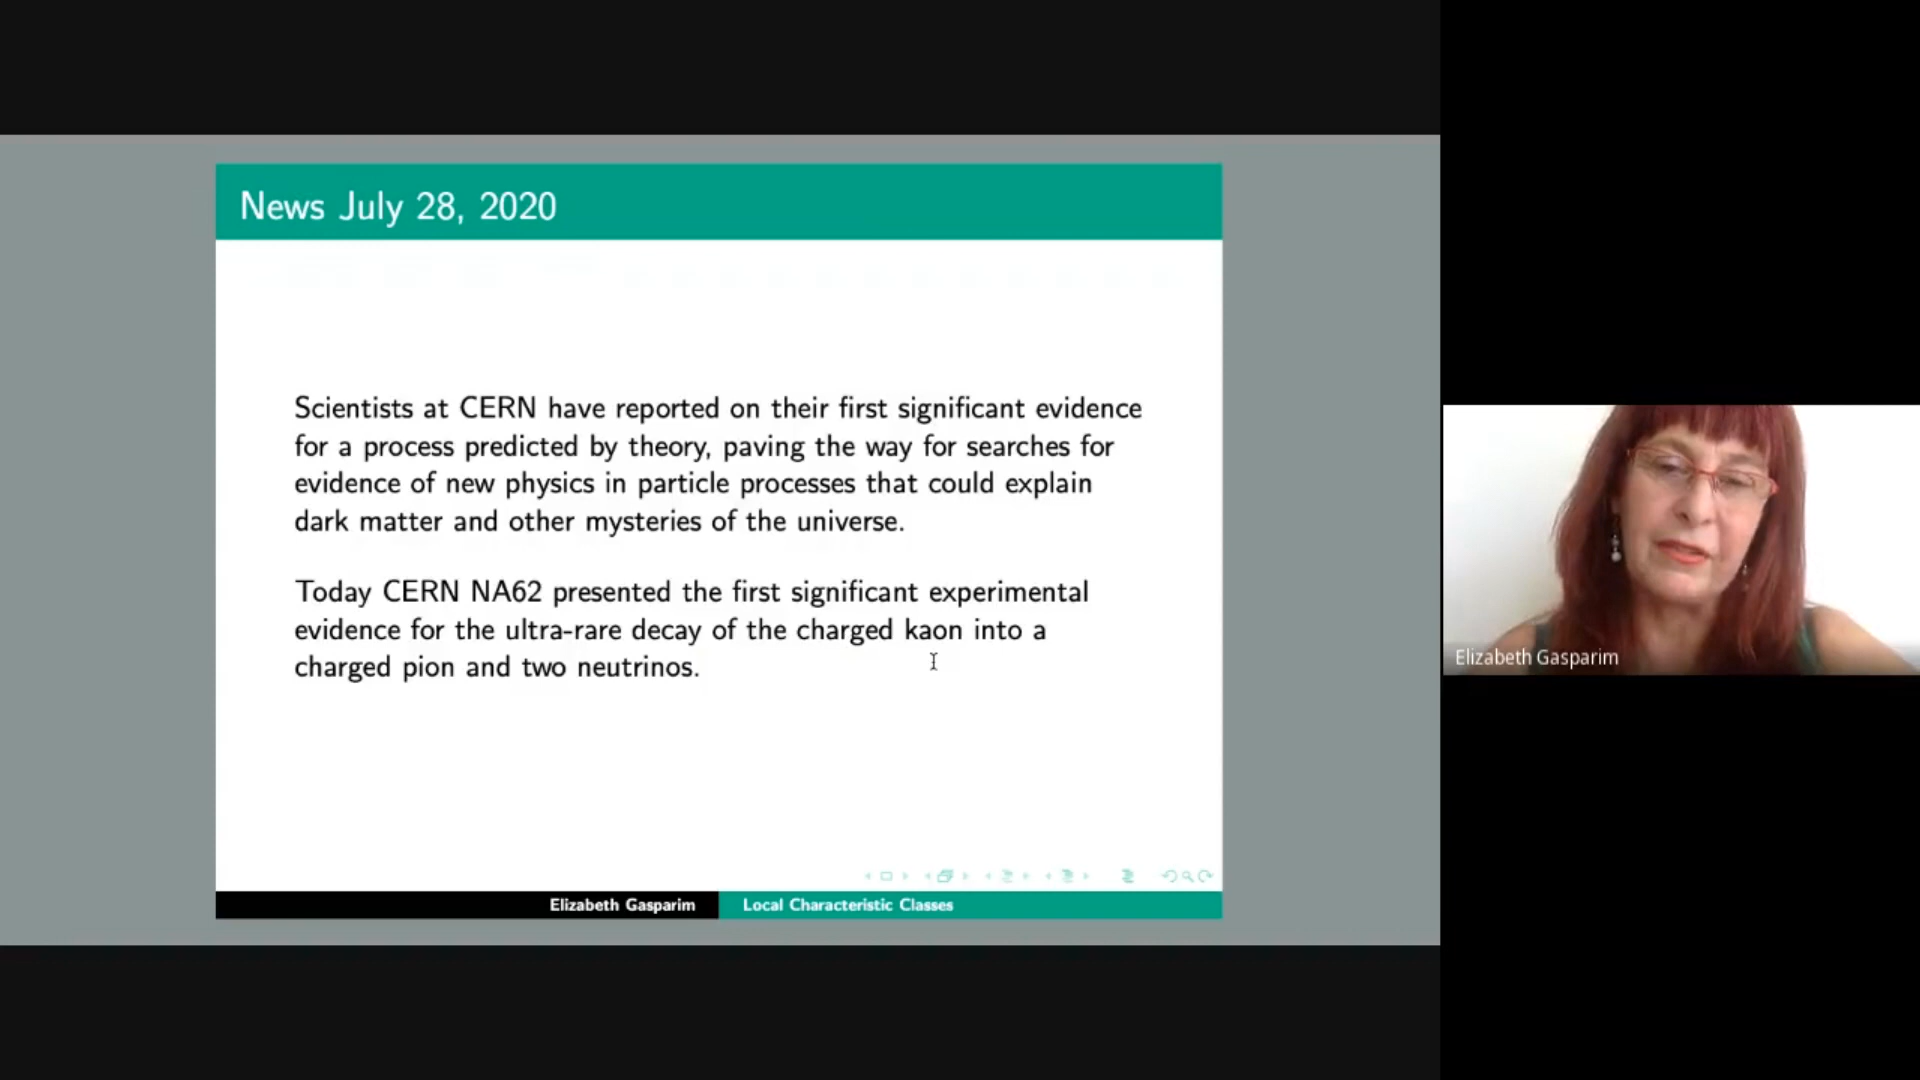 News July 28, 2020
Scientists at CERN have reported on their first significant evidence
for a process predicted by theory, paving the way for searches for
evidence of new physics in particle processes that could explain
dark matter and other mysteries of the universe.
Today CERN NA62 presented the first significant experimental
evidence for the ultra-rare decay of the charged kaon into a
charged pion and two neutrinos.
Elizabeth Gasparim
Local Characteristic Classes
Elizabeth Gasparim